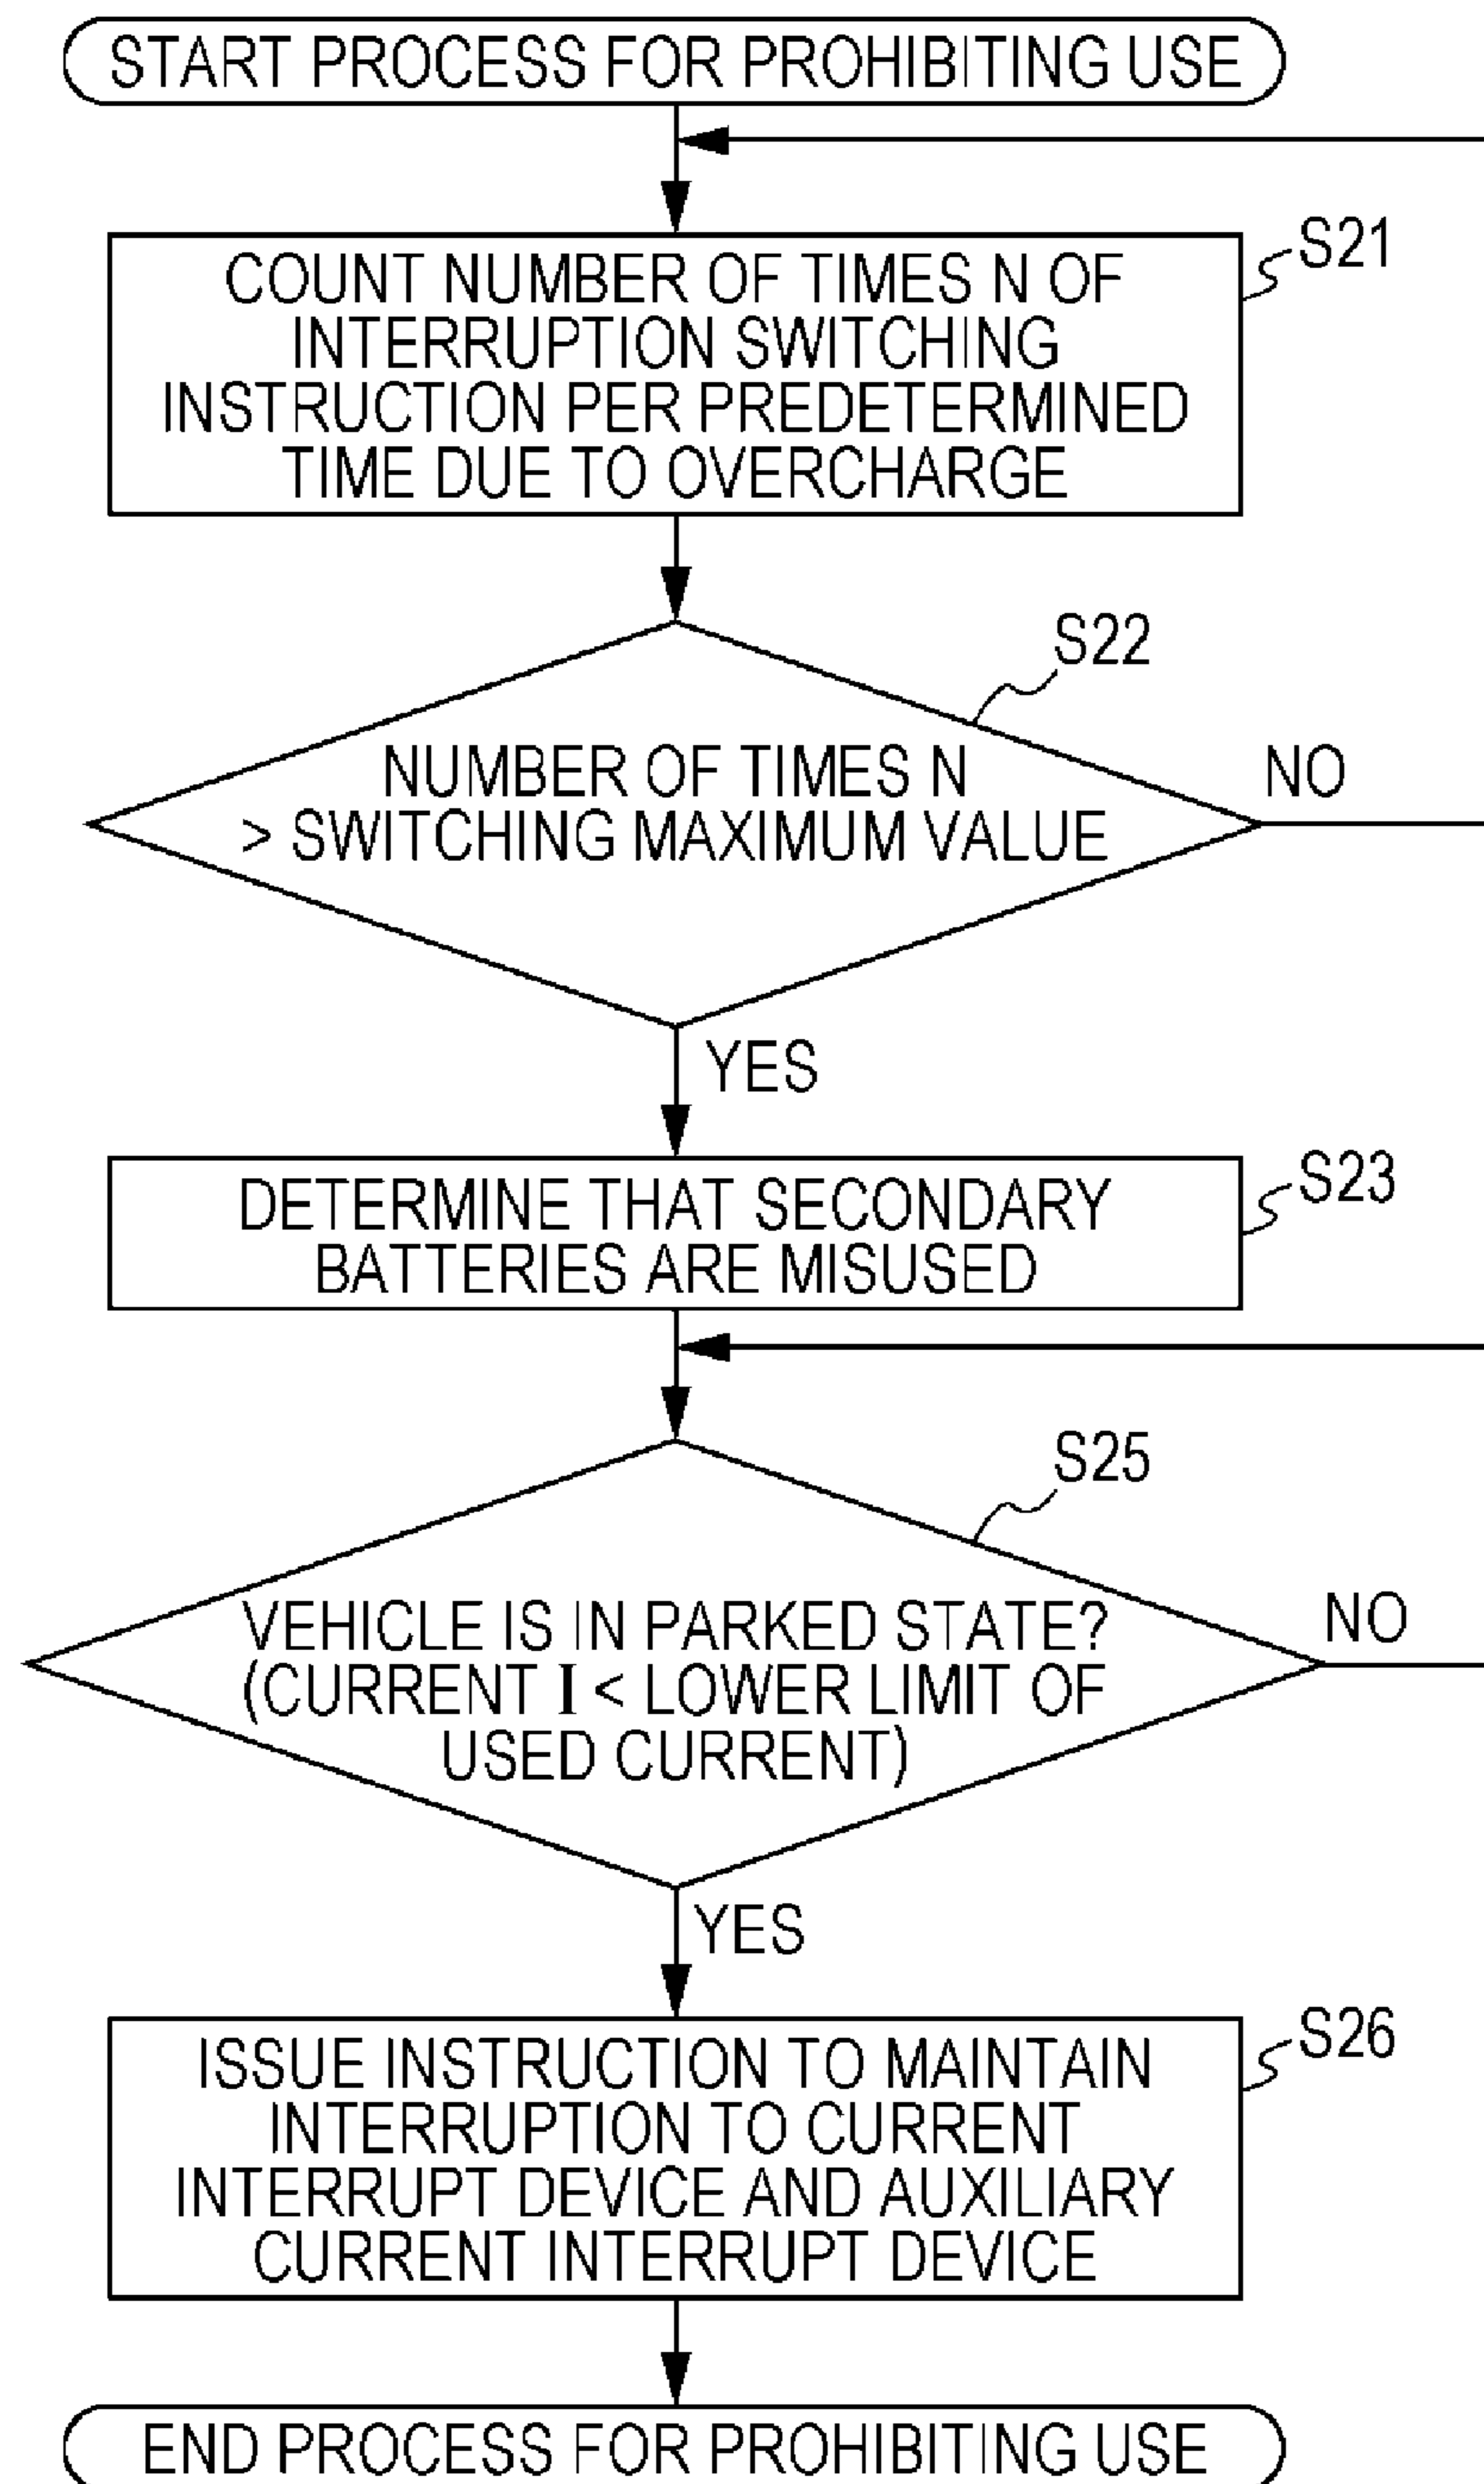 START PROCESS FOR PROHIBITING USE
S21
COUNT NUMBER OF TIMES N OF
INTERRUPTION SWITCHING
INSTRUCTION PER PREDETERMINED
TIME DUE TO OVERCHARGE
S22
NUMBER OF TIMES N
> SWITCHING MAXIMUM VALUE
NO
YES
S23
DETERMINE THAT SECONDARY
BATTERIES ARE MISUSED
S25
VEHICLE IS IN PARKED STATE?
(CURRENT I < LOWER LIMIT OF
USED CURRENT)
NO
YES
S26
ISSUE INSTRUCTION TO MAINTAIN
INTERRUPTION TO CURRENT
INTERRUPT DEVICE AND AUXILIARY
CURRENT INTERRUPT DEVICE
END PROCESS FOR PROHIBITING USE